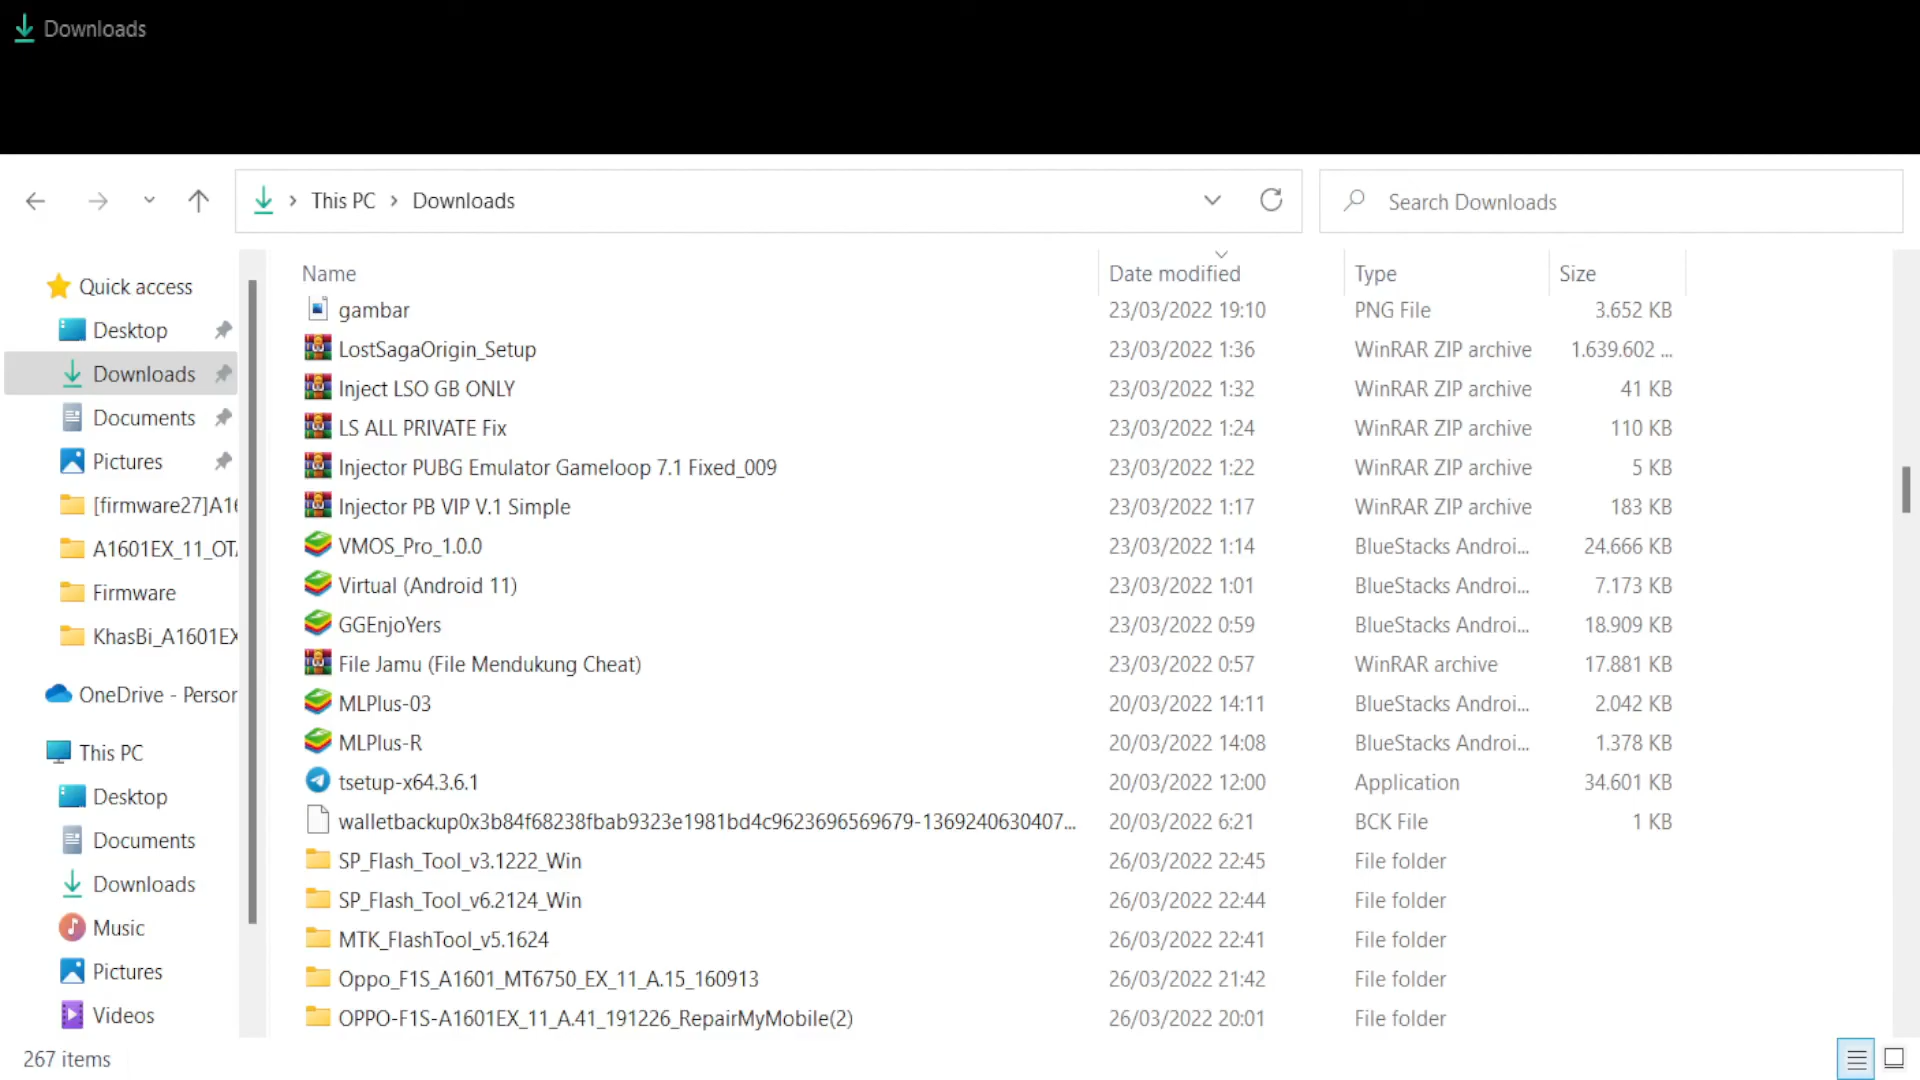 Downloads
This PC > Downloads
Search Downloads
Quick access
Desktop
Downloads
Documents
Pictures
[firmware27]A16
A1601EX_11_OTA
Firmware
KhasBi_A1601EX
OneDrive - Person
This PC
Desktop
Documents
Downloads
Music
Pictures
Videos
Name Date modified Type Size
gambar 23/03/2022 19:10 PNG File 3.652 KB
LostSagaOrigin_Setup 23/03/2022 1:36 WinRAR ZIP archive 1.639.602 ...
Inject LSO GB ONLY 23/03/2022 1:32 WinRAR ZIP archive 41 KB
LS ALL PRIVATE Fix 23/03/2022 1:24 WinRAR ZIP archive 110 KB
Injector PUBG Emulator Gameloop 7.1 Fixed_009 23/03/2022 1:22 WinRAR ZIP archive 5 KB
Injector PB VIP V.1 Simple 23/03/2022 1:17 WinRAR ZIP archive 183 KB
VMOS_Pro_1.0.0 23/03/2022 1:14 BlueStacks Androi... 24.666 KB
Virtual (Android 11) 23/03/2022 1:01 BlueStacks Androi... 7.173 KB
GGEnjoYers 23/03/2022 0:59 BlueStacks Androi... 18.909 KB
File Jamu (File Mendukung Cheat) 23/03/2022 0:57 WinRAR archive 17.881 KB
MLPlus-03 20/03/2022 14:11 BlueStacks Androi... 2.042 KB
MLPlus-R 20/03/2022 14:08 BlueStacks Androi... 1.378 KB
tsetup-x64.3.6.1 20/03/2022 12:00 Application 34.601 KB
walletbackup0x3b84f68238fbab9323e1981bd4c9623696569679-1369240630407... 20/03/2022 6:21 BCK File 1 KB
SP_Flash_Tool_v3.1222_Win 26/03/2022 22:45 File folder
SP_Flash_Tool_v6.2124_Win 26/03/2022 22:44 File folder
MTK_FlashTool_v5.1624 26/03/2022 22:41 File folder
Oppo_F1S_A1601_MT6750_EX_11_A.15_160913 26/03/2022 21:42 File folder
OPPO-F1S-A1601EX_11_A.41_191226_RepairMyMobile(2) 26/03/2022 20:01 File folder
267 items